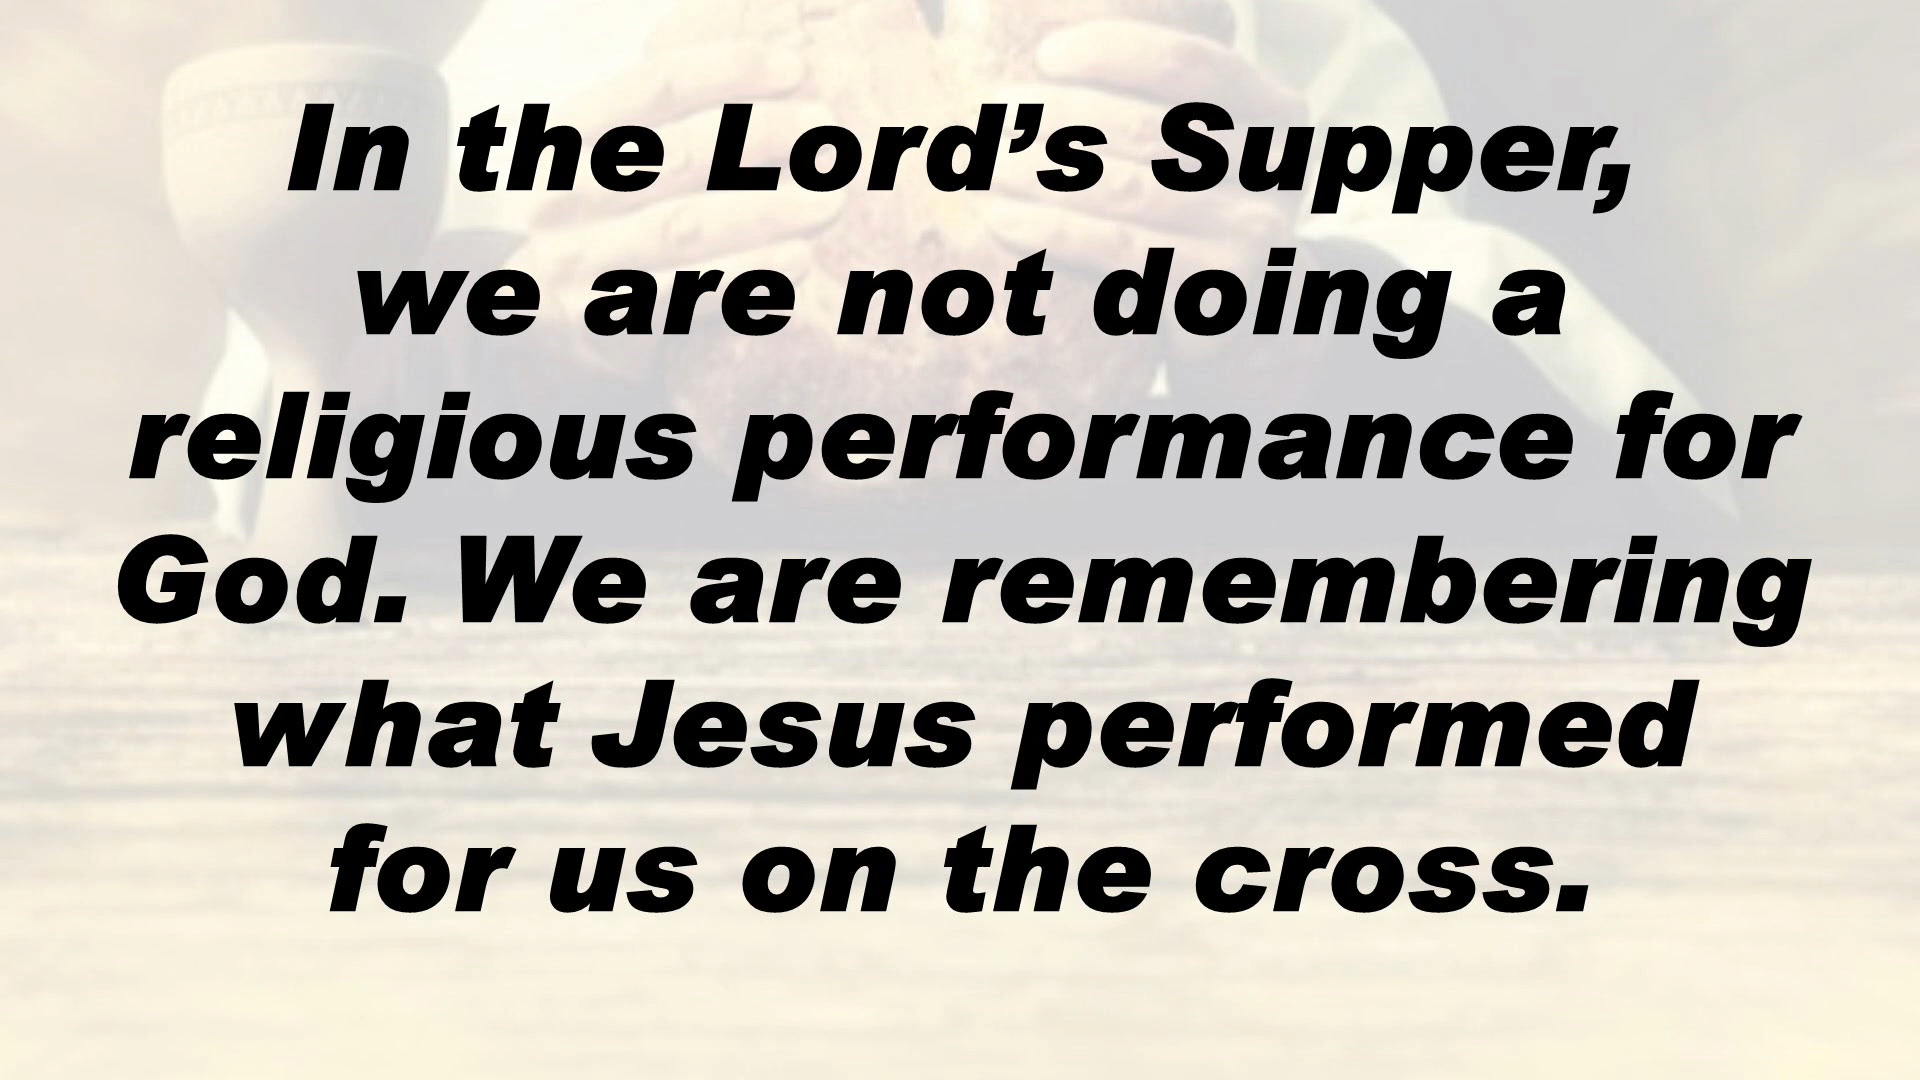 In the Lord’s Supper,
we are not doing a
religious performance for
God. We are remembering
what Jesus performed
for us on the cross.